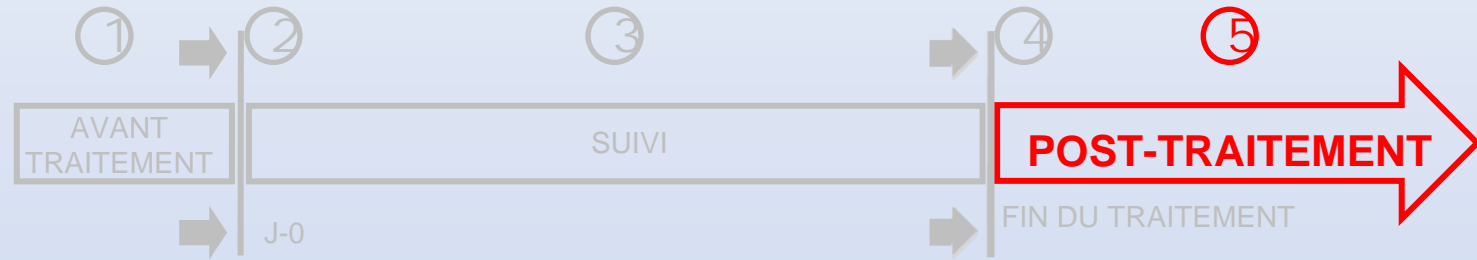 1
2
3
4
5
AVANT
TRAITEMENT
SUIVI
POST-TRAITEMENT
J-0
FIN DU TRAITEMENT